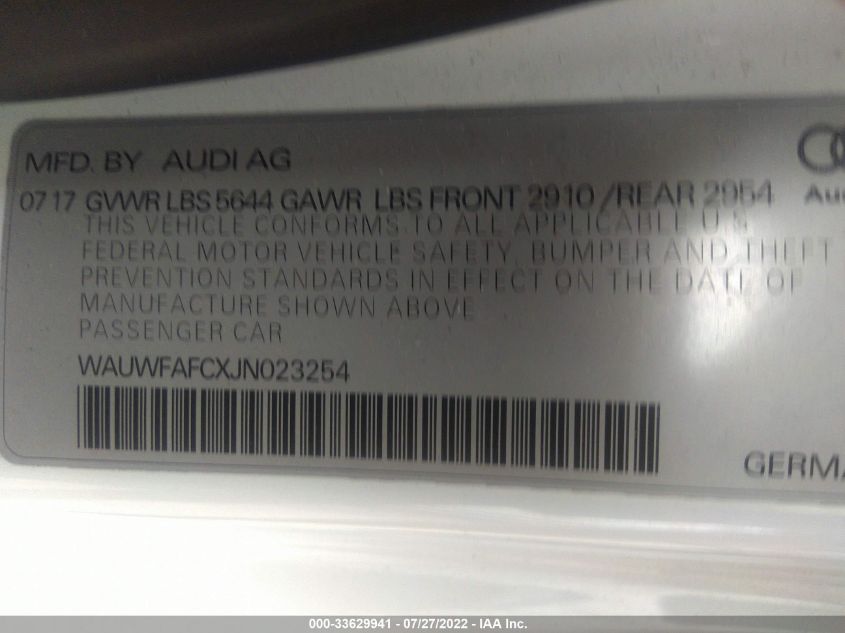 MFD. BY AUDI AG
0717 GVWR LBS 5644 GAWR LBS FRONT 2910 /REAR 2954
THIS VEHICLE CONFORMS TO ALL APPLICABLE U.S.
FEDERAL MOTOR VEHICLE SAFETY, BUMPER AND THEFT
PREVENTION STANDARDS IN EFFECT ON THE DATE OF
MANUFACTURE SHOWN ABOVE
PASSENGER CAR
WAUWFAFCXJN023254
000-33629941 - 07/27/2022 - IAA Inc.